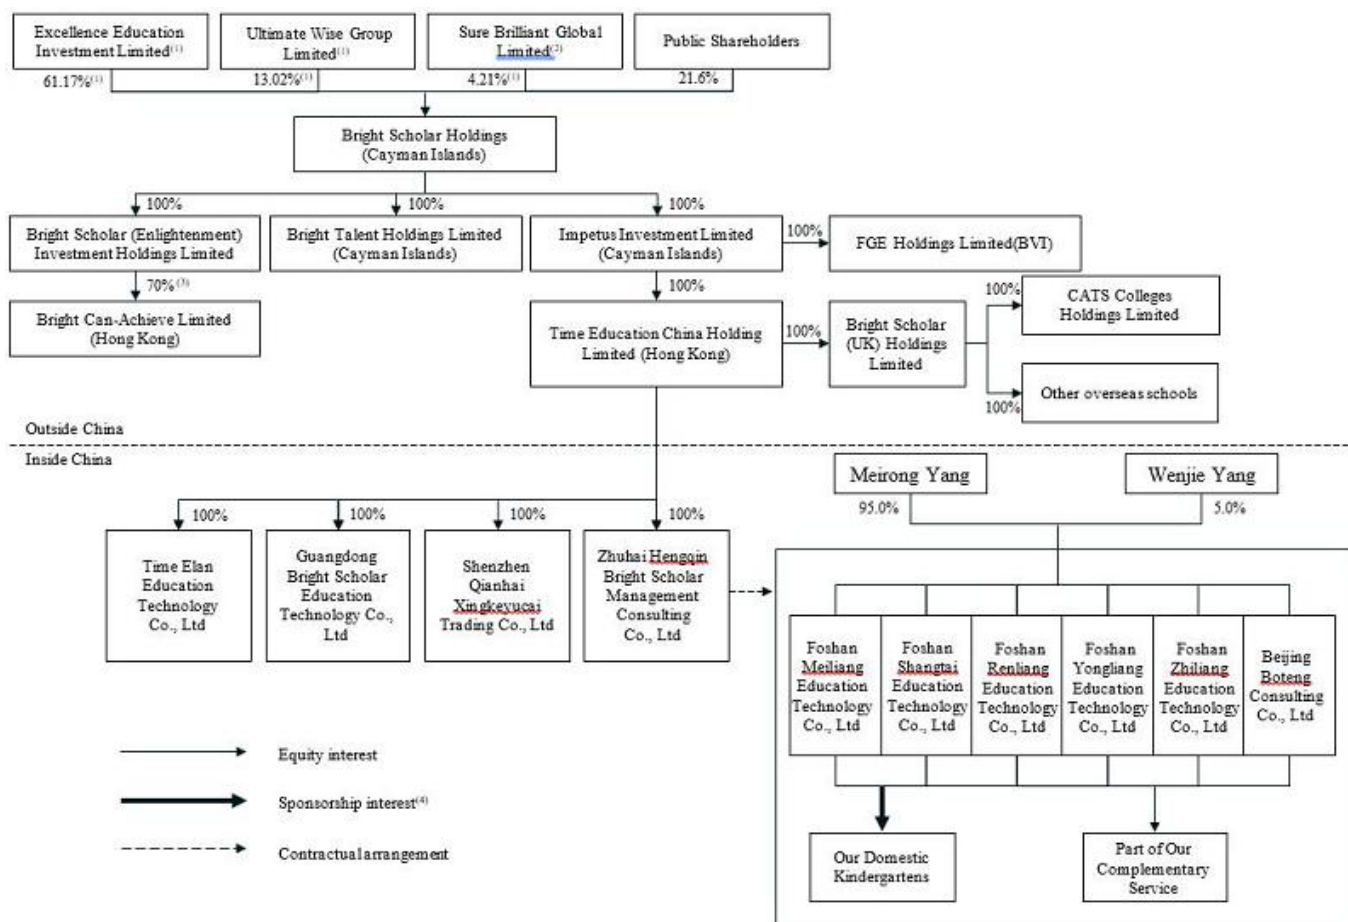 Excellence Education
Investment Limited(1)
Ultimate Wise Group
Limited(1)
Sure Brilliant Global
Limited(2)
Public Shareholders
61.17%(1)
13.02%(1)
4.21%(1)
21.6%
Bright Scholar Holdings
(Cayman Islands)
100%
100%
100%
Bright Scholar (Enlightenment)
Investment Holdings Limited
Bright Talent Holdings Limited
(Cayman Islands)
Impetus Investment Limited
(Cayman Islands)
100%
FGE Holdings Limited(BVI)
70%(3)
100%
Bright Can-Achieve Limited
(Hong Kong)
Time Education China Holding
Limited (Hong Kong)
100%
Bright Scholar
(UK) Holdings
Limited
100%
CATS Colleges
Holdings Limited
100%
Other overseas schools
Outside China
Inside China
Meirong Yang
Wenjie Yang
95.0%
5.0%
100%
100%
100%
100%
Time Elan
Education
Technology
Co., Ltd
Guangdong
Bright Scholar
Education
Technology Co.,
Ltd
Shenzhen
Qianhai
Xingkeyucai
Trading Co., Ltd
Zhuhai Hengqin
Bright Scholar
Management
Consulting
Co., Ltd
Foshan
Meiliang
Education
Technology
Co., Ltd
Foshan
Shangtai
Education
Technology
Co., Ltd
Foshan
Renliang
Education
Technology
Co., Ltd
Foshan
Yongliang
Education
Technology
Co., Ltd
Foshan
Zhiliang
Education
Technology
Co., Ltd
Beijing
Boteng
Consulting
Co., Ltd
Equity interest
Sponsorship interest(4)
Contractual arrangement
Our Domestic
Kindergartens
Part of Our
Complementary
Service